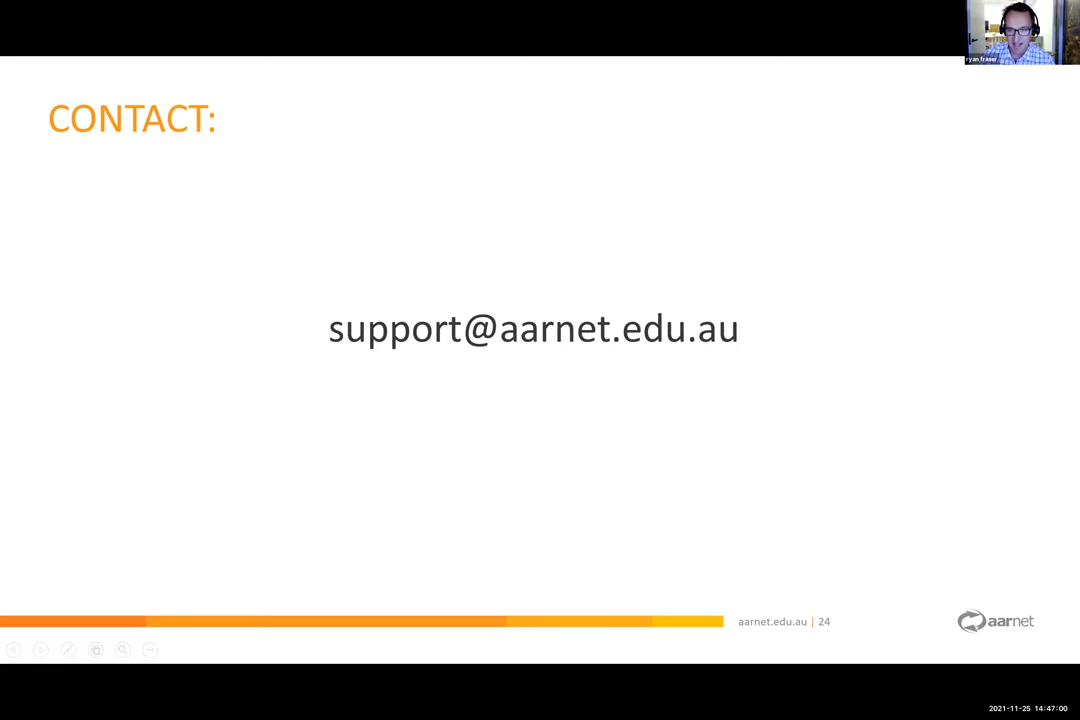 ryan fraser
CONTACT:
support@aarnet.edu.au
aarnet.edu.au | 24
aarnet
2021-11-25 14:47:00